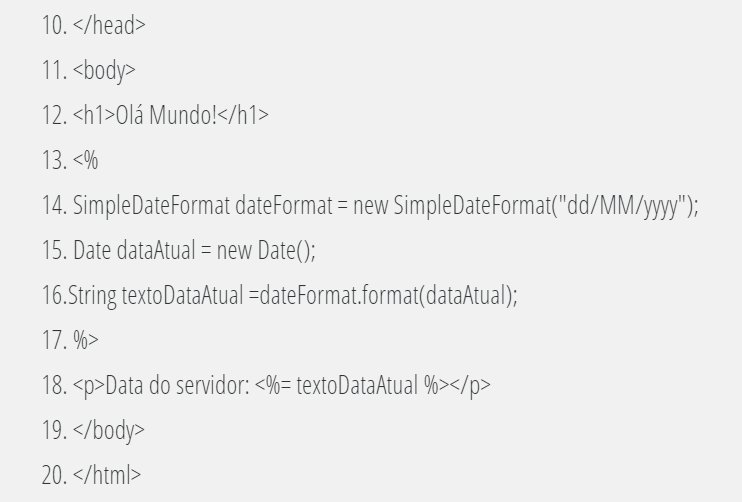 10. </head>
11. <body>
12. <h1>Olá Mundo!</h1>
13. <%
14. SimpleDateFormat dateFormat = new SimpleDateFormat("dd/MM/yyyy");
15. Date dataAtual = new Date();
16.String textoDataAtual =dateFormat.format(dataAtual);
17. %>
18. <p>Data do servidor: <%= textoDataAtual %></p>
19. </body>
20. </html>